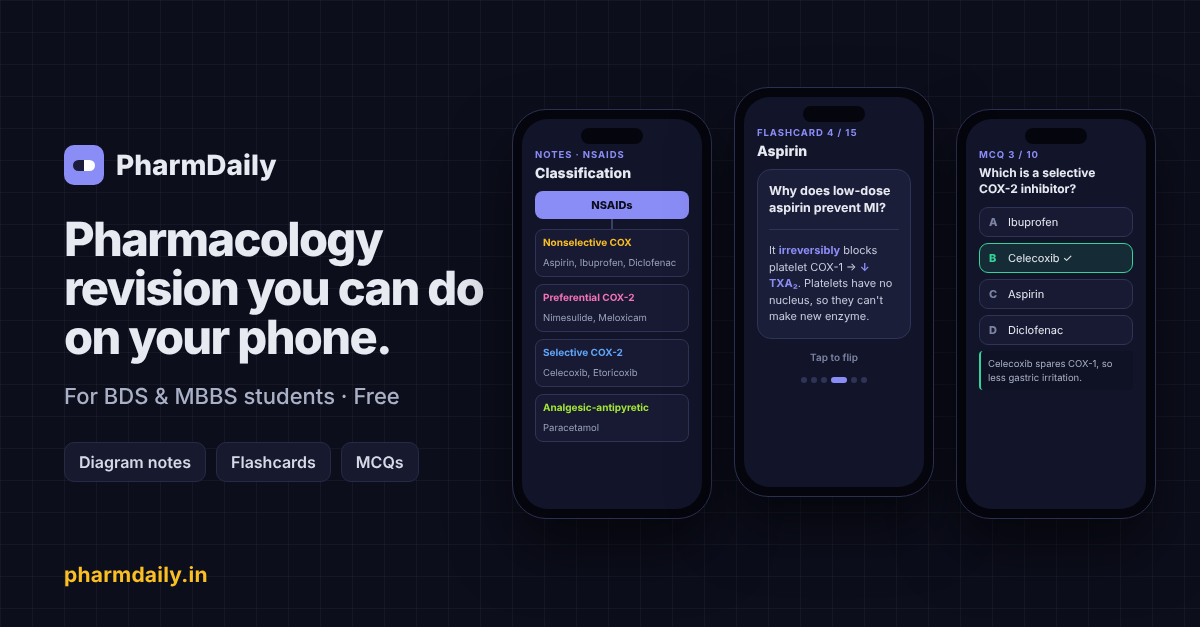 PharmDaily
Pharmacology
revision you can do
on your phone.
For BDS & MBBS students · Free
Diagram notes
Flashcards
MCQs
pharmdaily.in
NOTES · NSAIDS
Classification
NSAIDs
Nonselective COX
Aspirin, Ibuprofen, Diclofenac
Preferential COX-2
Nimesulide, Meloxicam
Selective COX-2
Celecoxib, Etoricoxib
Analgesic-antipyretic
Paracetamol
FLASHCARD 4 / 15
Aspirin
Why does low-dose
aspirin prevent MI?
It irreversibly blocks
platelet COX-1 → ↓
TXA₂. Platelets have no
nucleus, so they can't
make new enzyme.
Tap to flip
MCQ 3 / 10
Which is a selective
COX-2 inhibitor?
A Ibuprofen
B Celecoxib ✓
C Aspirin
D Diclofenac
Celecoxib spares COX-1, so
less gastric irritation.